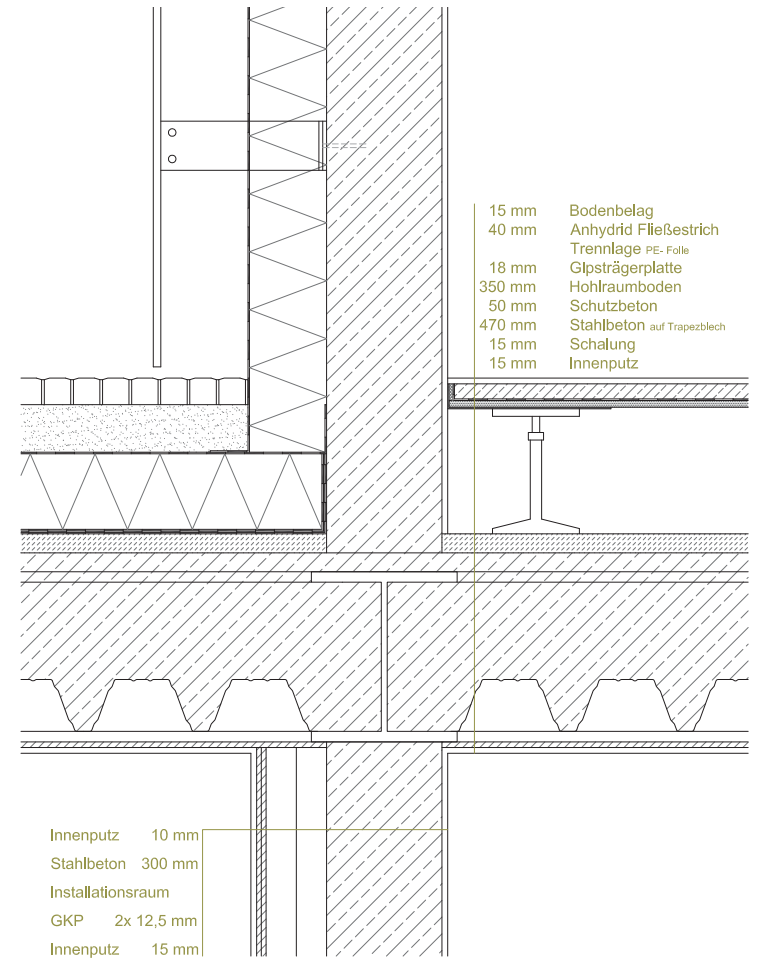 15 mm Bodenbelag
40 mm Anhydrid Fließestrich
Trennlage PE- Folle
18 mm GIpsträgerplatte
350 mm Hohlraumboden
50 mm Schutzbeton
470 mm Stahlbeton auf Trapezblech
15 mm Schalung
15 mm Innenputz
Innenputz 10 mm
Stahlbeton 300 mm
Installationsraum
GKP 2x 12,5 mm
Innenputz 15 mm